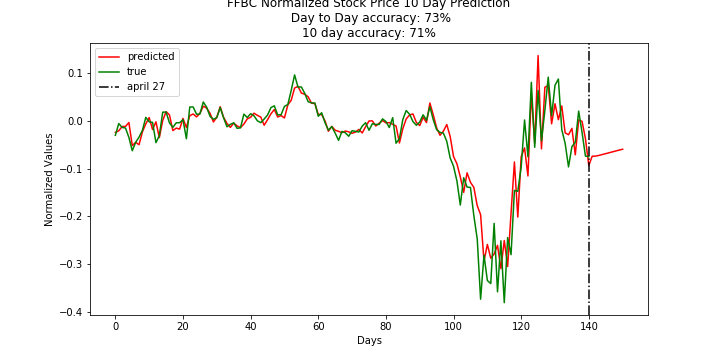 FFBC Normalized Stock Price 10 Day Prediction
Day to Day accuracy: 73%
10 day accuracy: 71%
predicted
true
april 27
Normalized Values
0.1
0.0
−0.1
−0.2
−0.3
−0.4
0 20 40 60 80 100 120 140
Days